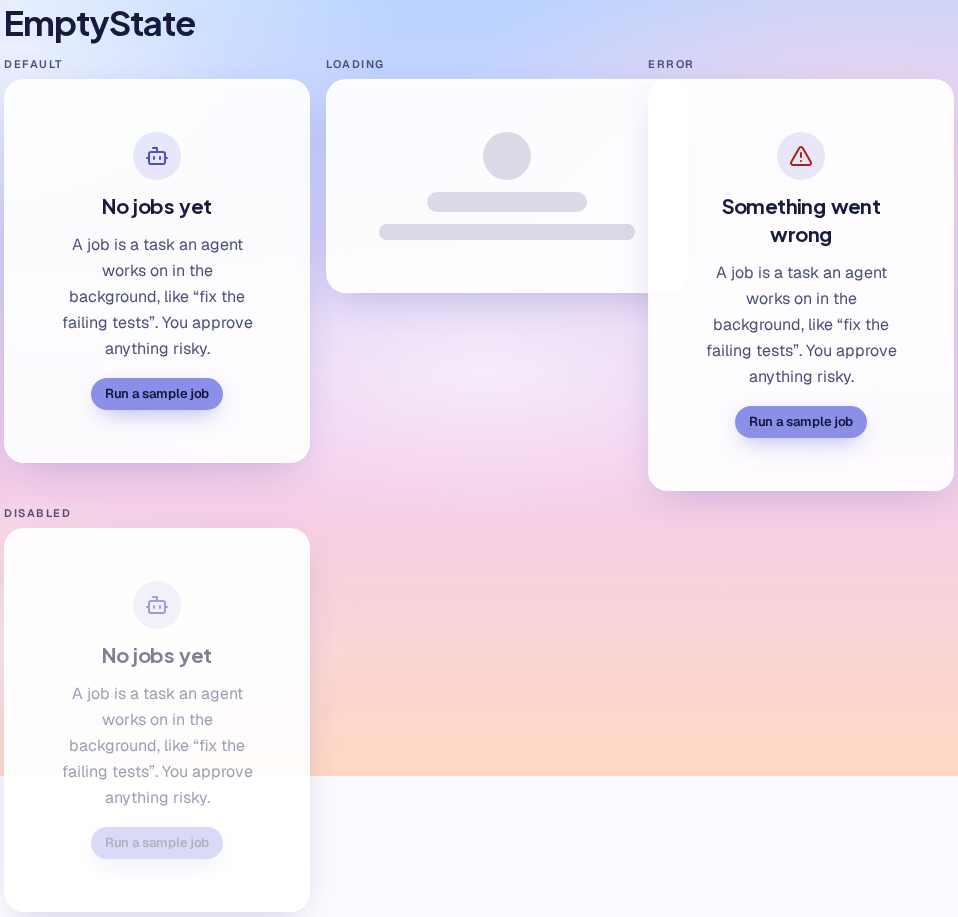 EmptyState
DEFAULT
No jobs yet
A job is a task an agent
works on in the
background, like “fix the
failing tests”. You approve
anything risky.
Run a sample job
LOADING
ERROR
Something went
wrong
A job is a task an agent
works on in the
background, like “fix the
failing tests”. You approve
anything risky.
Run a sample job
DISABLED
No jobs yet
A job is a task an agent
works on in the
background, like “fix the
failing tests”. You approve
anything risky.
Run a sample job